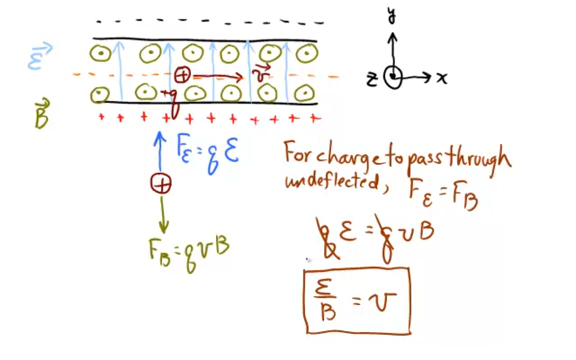 y
ℰ
v
z x
+q
B
+ + + + + + + + + +
F_ℰ = qℰ
For charge to pass through
undeflected, F_ℰ = F_B
F_B = qvB
qℰ = qvB
ℰ/B = v